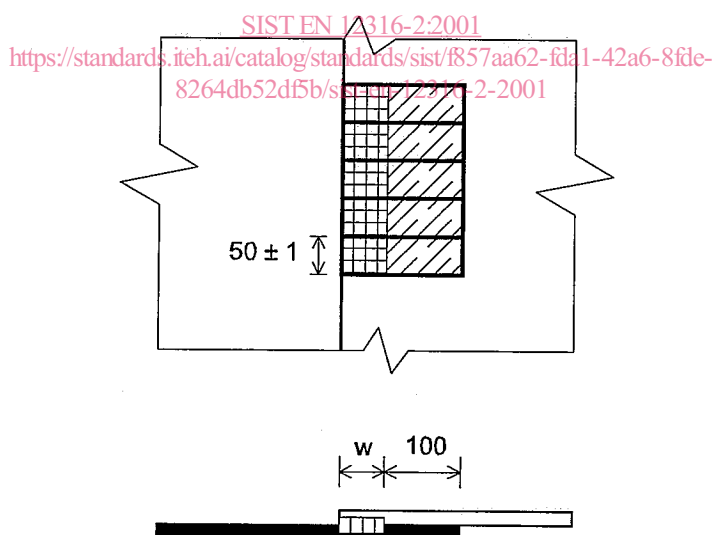 SIST EN 12316-2:2001
https://standards.iteh.ai/catalog/standards/sist/f857aa62-fda1-42a6-8fde-
8264db52df5b/sist-en-12316-2-2001
50 ± 1
w 100